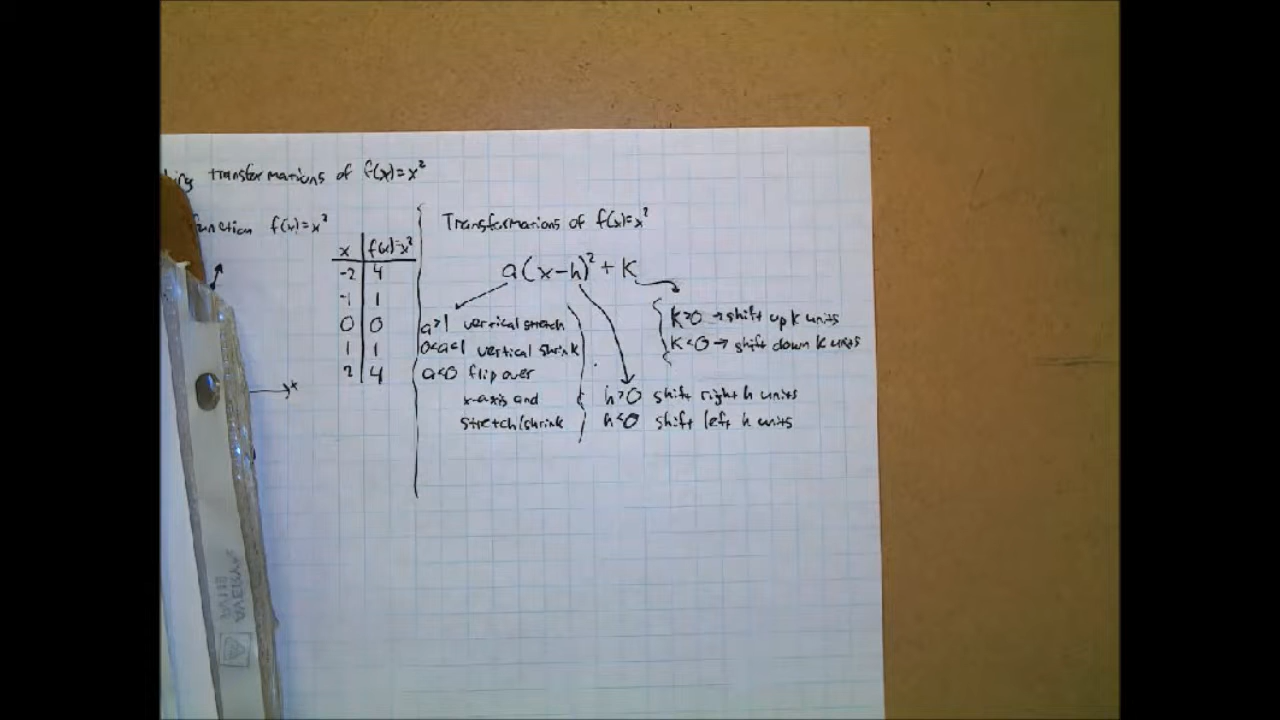 transformations of f(x)=x²
function f(x)=x²
x f(x)=x²
-2 4
-1 1
0 0
1 1
2 4
x
Transformations of f(x)=x²
a(x-h)²+K
a>1 vertical stretch
0<a<1 vertical shrink
a<0 flip over
x-axis and
stretch/shrink
K>0 → shift up K units
K<0 → shift down K units
h>0 shift right h units
h<0 shift left h units